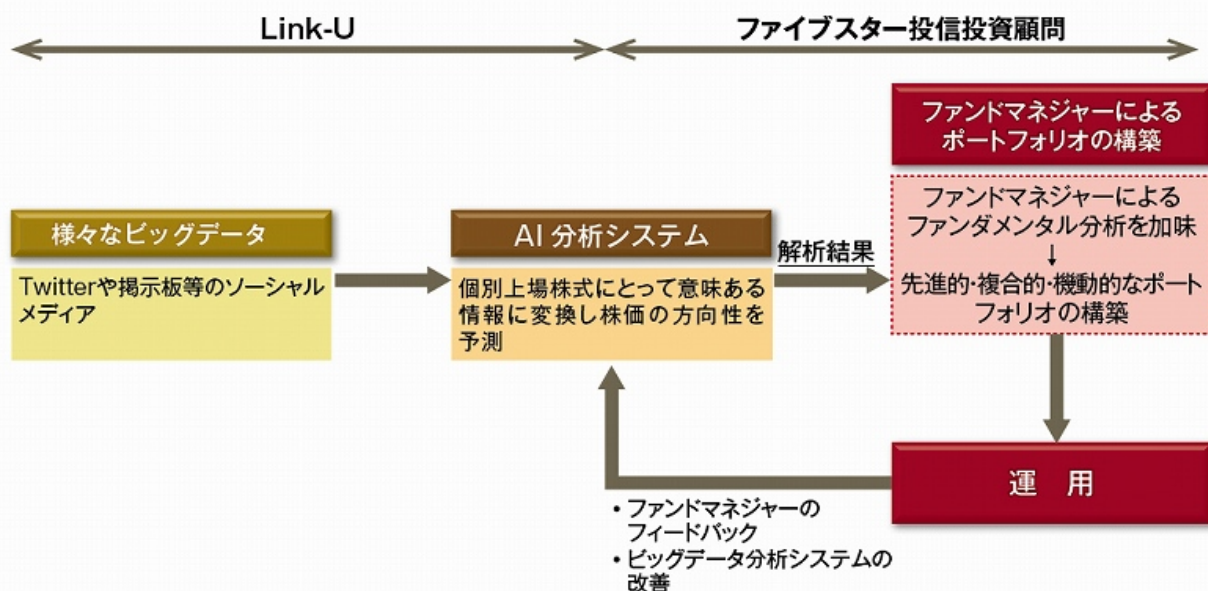 Link-U
ファイブスター投信投資顧問
ファンドマネジャーによる
ポートフォリオの構築
様々なビッグデータ
Twitterや掲示板等のソーシャル
メディア
AI 分析システム
個別上場株式にとって意味ある
情報に変換し株価の方向性を
予測
解析結果
ファンドマネジャーによる
ファンダメンタル分析を加味
↓
先進的・複合的・機動的なポート
フォリオの構築
運 用
・ファンドマネジャーの
フィードバック
・ビッグデータ分析システムの
改善